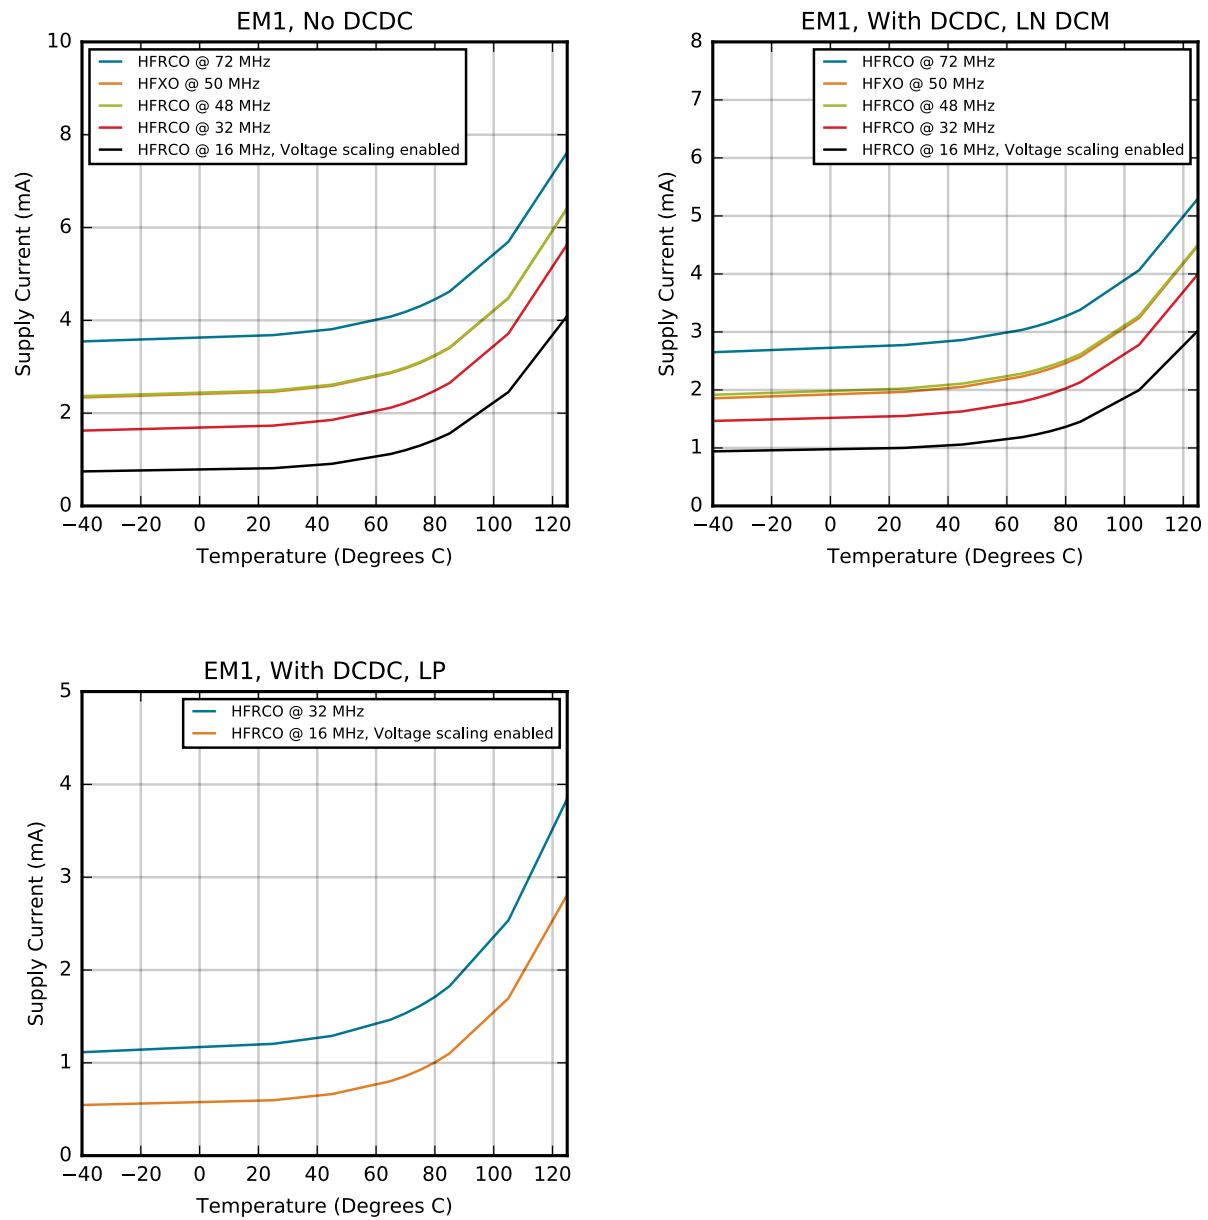 EM1, No DCDC
10
8
6
4
2
0
Supply Current (mA)
HFRCO @ 72 MHz
HFXO @ 50 MHz
HFRCO @ 48 MHz
HFRCO @ 32 MHz
HFRCO @ 16 MHz, Voltage scaling enabled
−40 −20 0 20 40 60 80 100 120
Temperature (Degrees C)
EM1, With DCDC, LN DCM
8
7
6
5
4
3
2
1
0
Supply Current (mA)
HFRCO @ 72 MHz
HFXO @ 50 MHz
HFRCO @ 48 MHz
HFRCO @ 32 MHz
HFRCO @ 16 MHz, Voltage scaling enabled
−40 −20 0 20 40 60 80 100 120
Temperature (Degrees C)
EM1, With DCDC, LP
5
4
3
2
1
0
Supply Current (mA)
HFRCO @ 32 MHz
HFRCO @ 16 MHz, Voltage scaling enabled
−40 −20 0 20 40 60 80 100 120
Temperature (Degrees C)